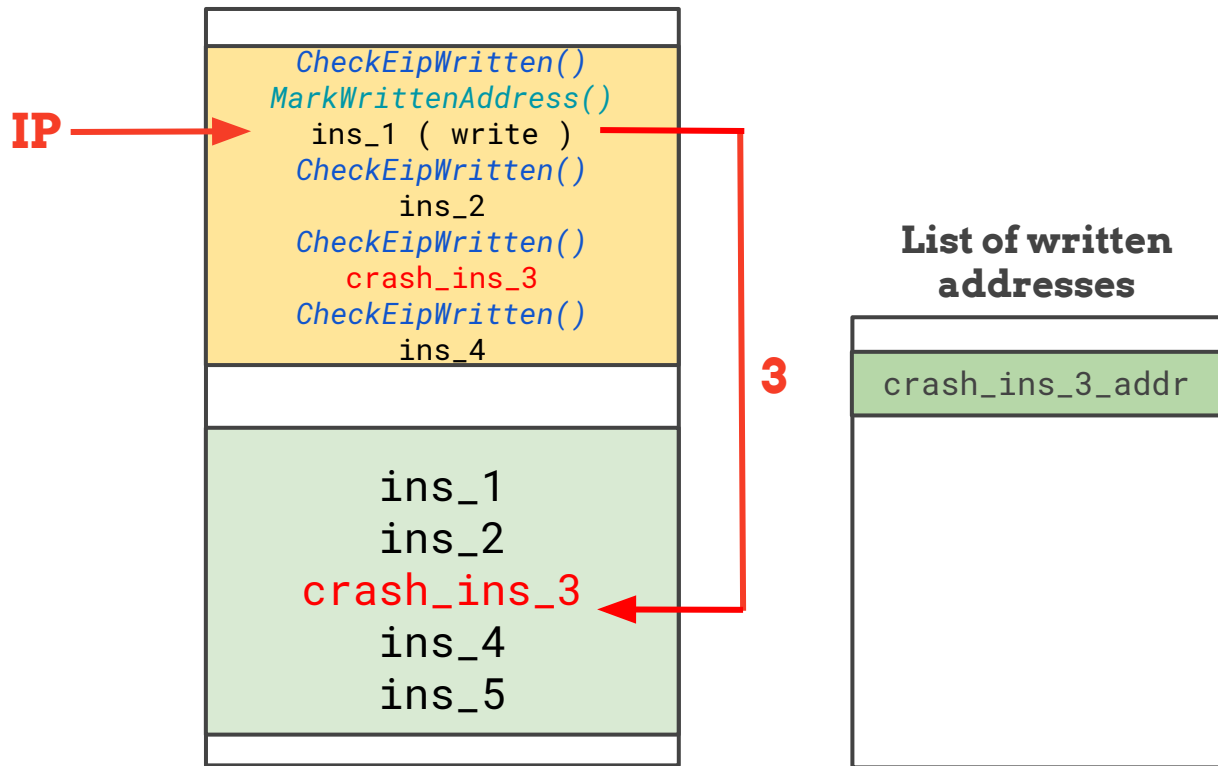 CheckEipWritten()
MarkWrittenAddress()
IP
ins_1 ( write )
CheckEipWritten()
ins_2
CheckEipWritten()
crash_ins_3
CheckEipWritten()
ins_4
3
List of written
addresses
crash_ins_3_addr
ins_1
ins_2
crash_ins_3
ins_4
ins_5